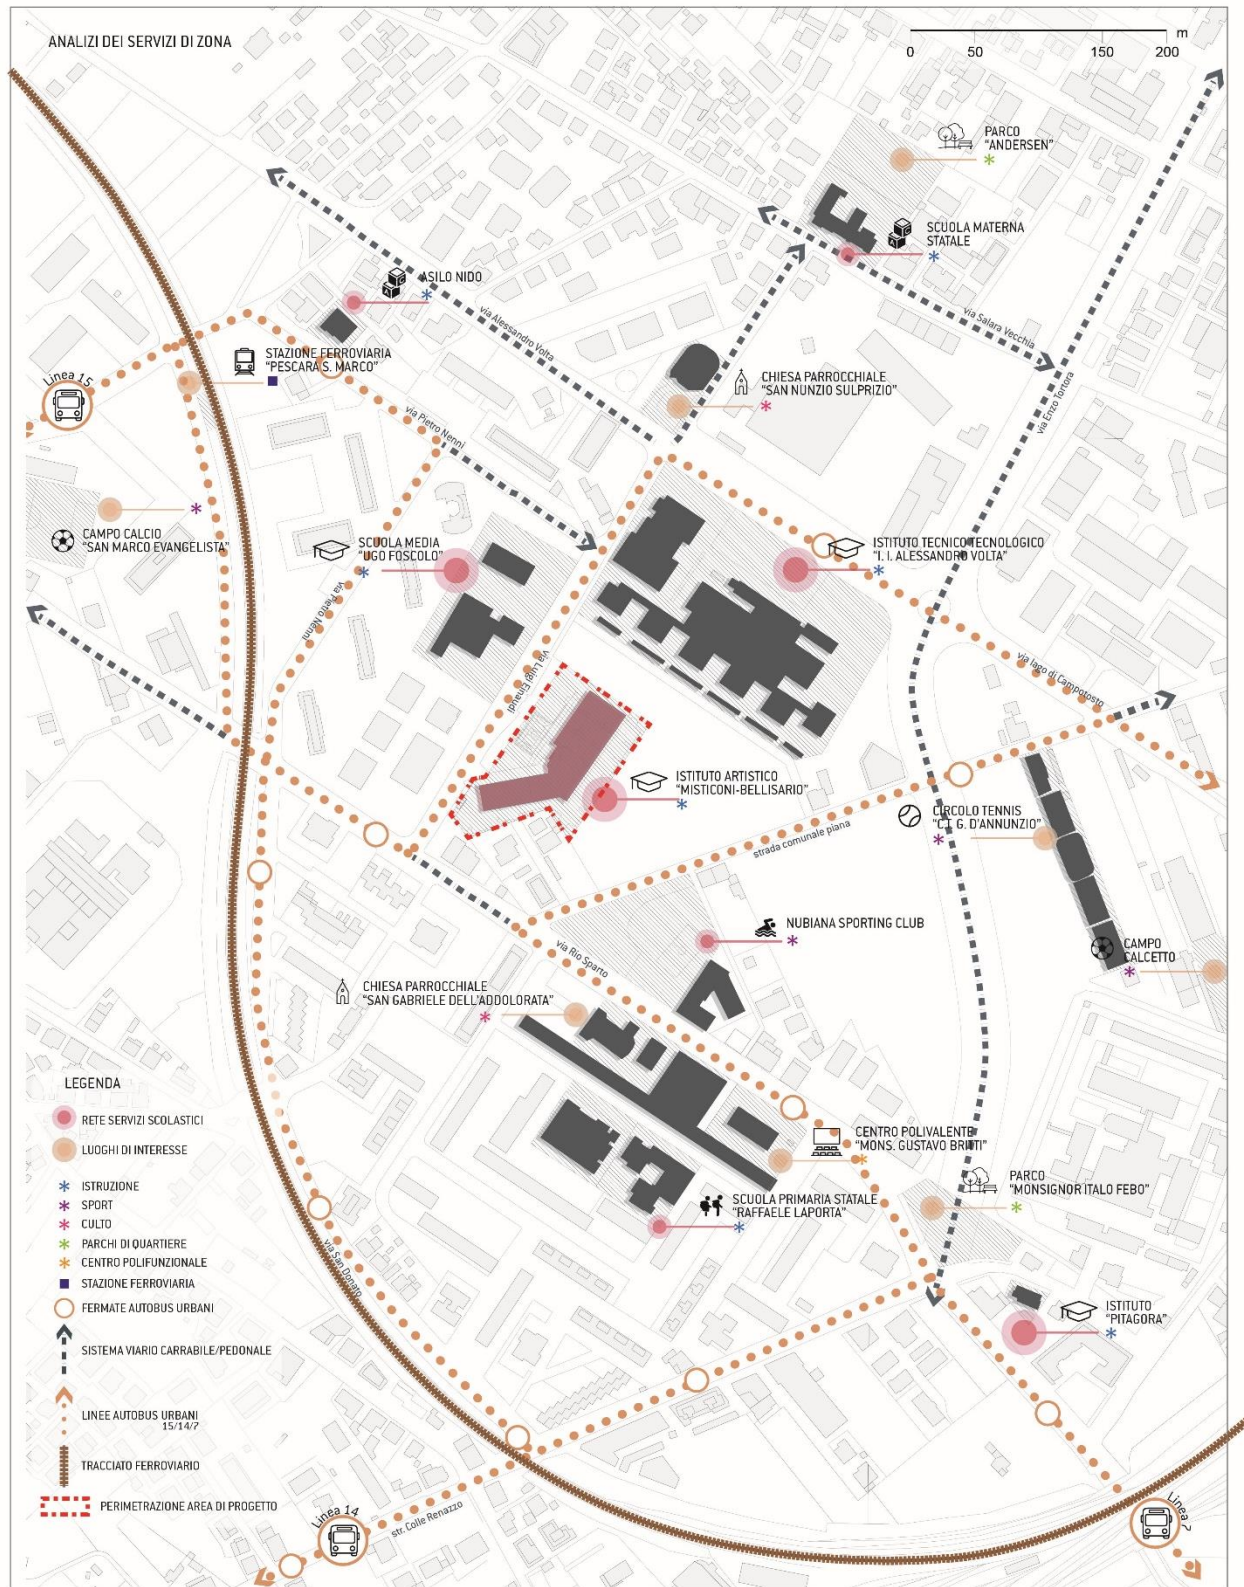 ANALIZI DEI SERVIZI DI ZONA
m
0 50 150 200
PARCO
"ANDERSEN"
SCUOLA MATERNA
STATALE
ASILO NIDO
via Alessandro Volta
via Salara Vecchia
STAZIONE FERROVIARIA
"PESCARA S. MARCO"
Linea 15
CHIESA PARROCCHIALE
"SAN NUNZIO SULPRIZIO"
via Enzo Tortora
via Pietro Nenni
CAMPO CALCIO
"SAN MARCO EVANGELISTA"
SCUOLA MEDIA
"UGO FOSCOLO"
ISTITUTO TECNICO TECNOLOGICO
"I. I. ALESSANDRO VOLTA"
via Pietro Nenni
via Luigi Einaudi
via lago di Campotosto
ISTITUTO ARTISTICO
"MISTICONI-BELLISARIO"
CIRCOLO TENNIS
"C.T. G. D'ANNUNZIO"
strada comunale piana
NUBIANA SPORTING CLUB
via Rio Sparto
CAMPO
CALCETTO
CHIESA PARROCCHIALE
"SAN GABRIELE DELL'ADDOLORATA"
CENTRO POLIVALENTE
"MONS. GUSTAVO BRITTI"
PARCO
"MONSIGNOR ITALO FEBO"
SCUOLA PRIMARIA STATALE
"RAFFAELE LAPORTA"
via San Donato
ISTITUTO
"PITAGORA"
LEGENDA
RETE SERVIZI SCOLASTICI
LUOGHI DI INTERESSE
ISTRUZIONE
SPORT
CULTO
PARCHI DI QUARTIERE
CENTRO POLIFUNZIONALE
STAZIONE FERROVIARIA
FERMATE AUTOBUS URBANI
SISTEMA VIARIO CARRABILE/PEDONALE
LINEE AUTOBUS URBANI
15/14/7
TRACCIATO FERROVIARIO
PERIMETRAZIONE AREA DI PROGETTO
Linea 14
str. Colle Renazzo
Linea 7